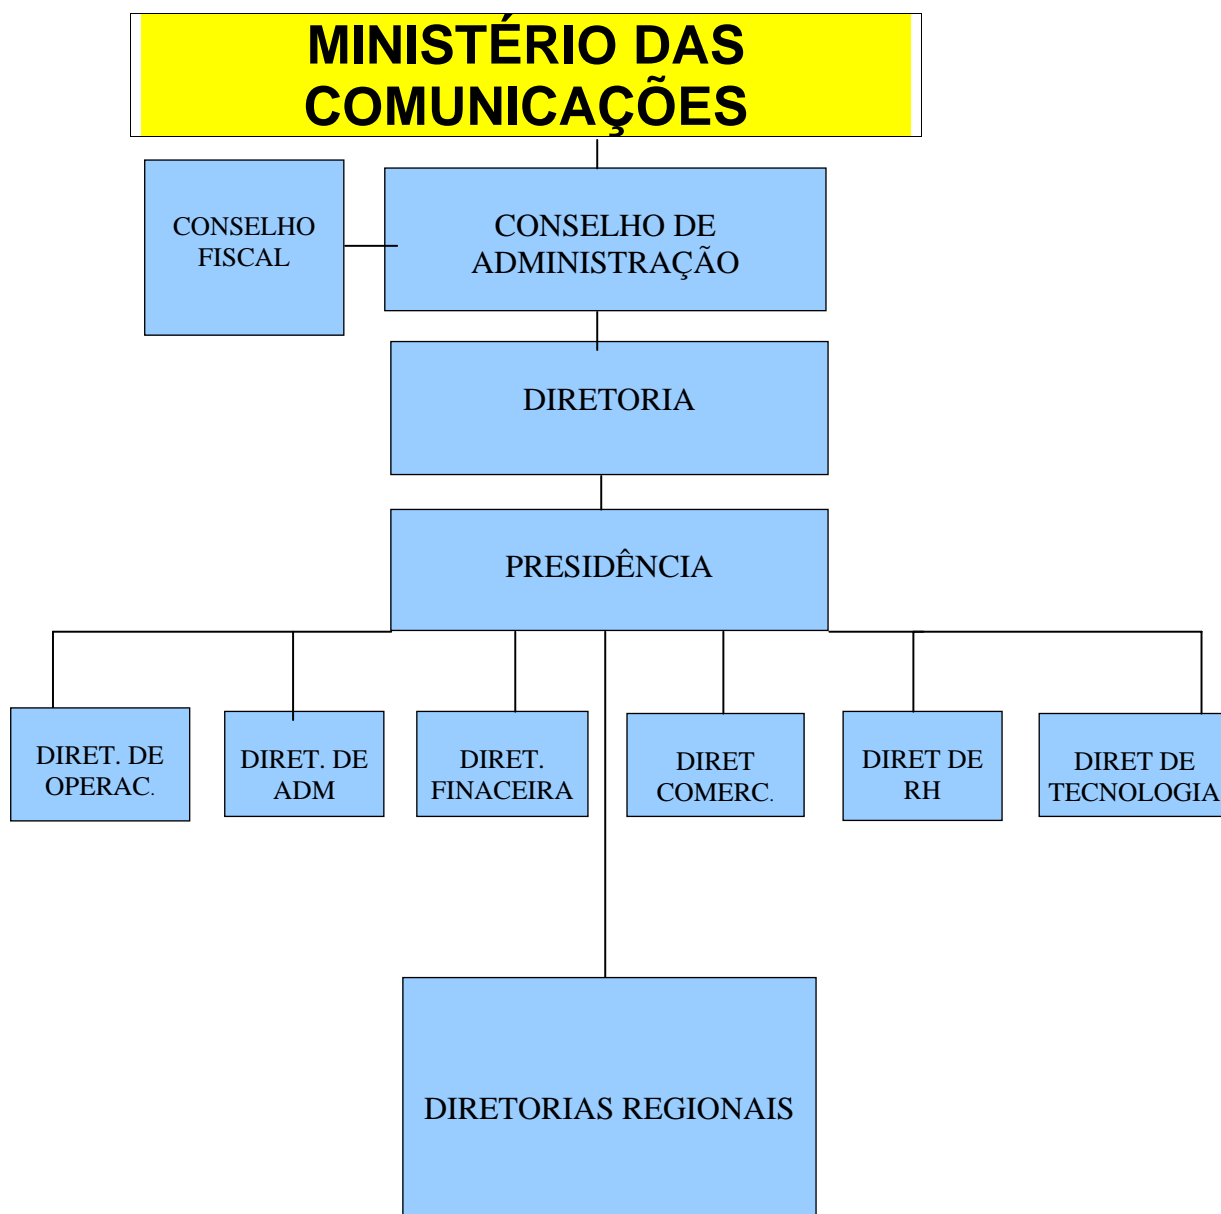 MINISTÉRIO DAS
COMUNICAÇÕES
CONSELHO
FISCAL
CONSELHO DE
ADMINISTRAÇÃO
DIRETORIA
PRESIDÊNCIA
DIRET. DE
OPERAC.
DIRET. DE
ADM
DIRET.
FINACEIRA
DIRET
COMERC.
DIRET DE
RH
DIRET DE
TECNOLOGIA
DIRETORIAS REGIONAIS